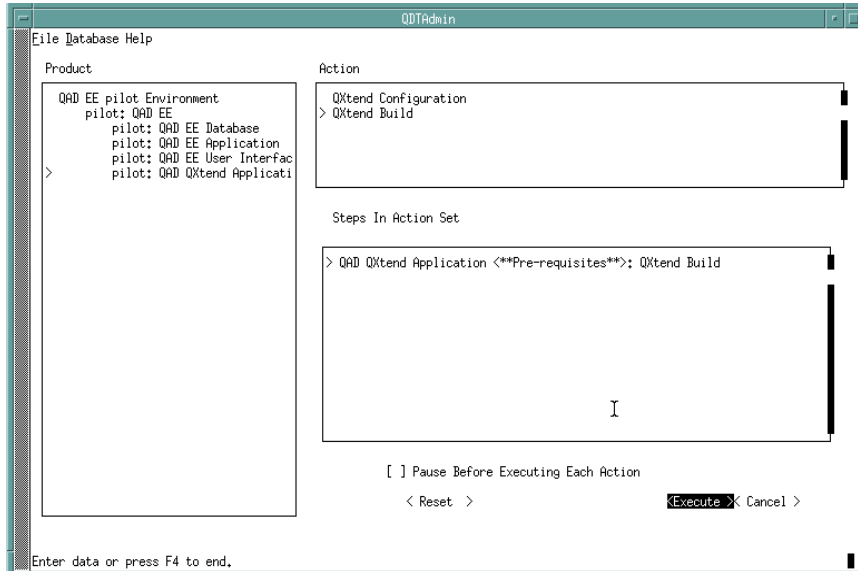 QDTAdmin
File Database Help
Product
QAD EE pilot Environment
pilot: QAD EE
pilot: QAD EE Database
pilot: QAD EE Application
pilot: QAD EE User Interfac
> pilot: QAD QXtend Applicati
Action
QXtend Configuration
> QXtend Build
Steps In Action Set
> QAD QXtend Application <**Pre-requisites**>: QXtend Build
[ ] Pause Before Executing Each Action
< Reset > <Execute >< Cancel >
Enter data or press F4 to end.